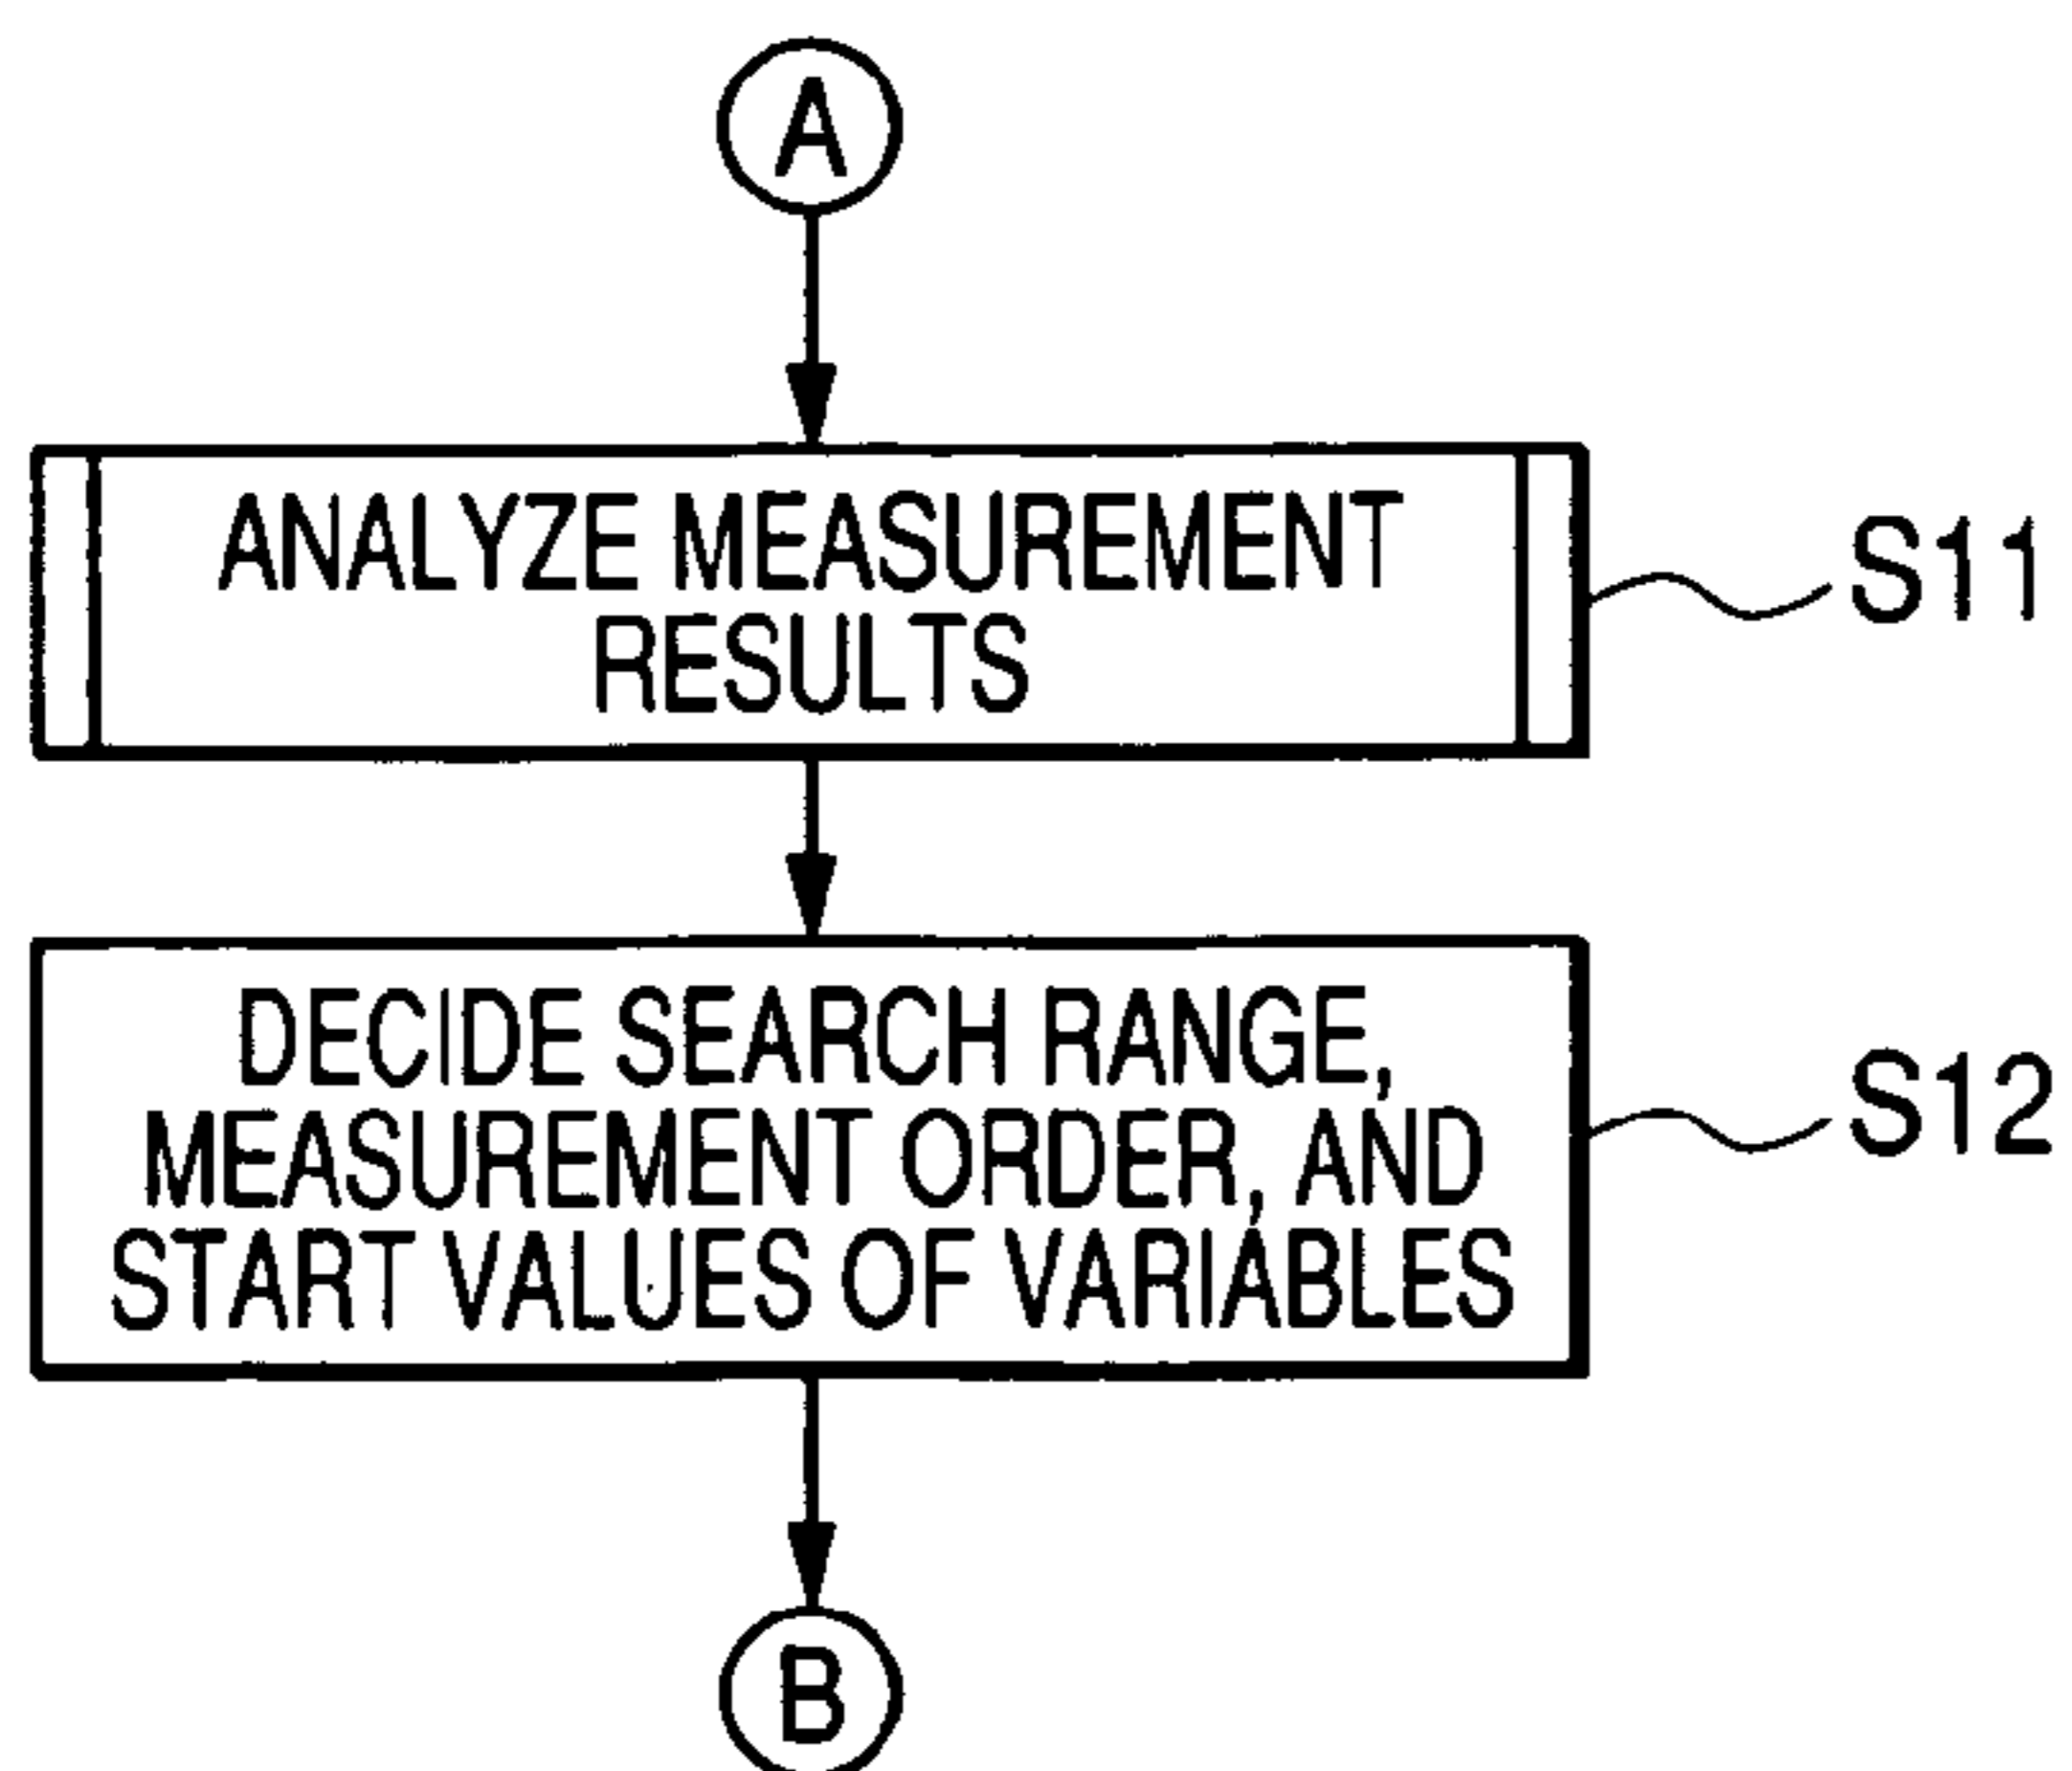 A
ANALYZE MEASUREMENT
RESULTS
S11
DECIDE SEARCH RANGE,
MEASUREMENT ORDER, AND
START VALUES OF VARIABLES
S12
B